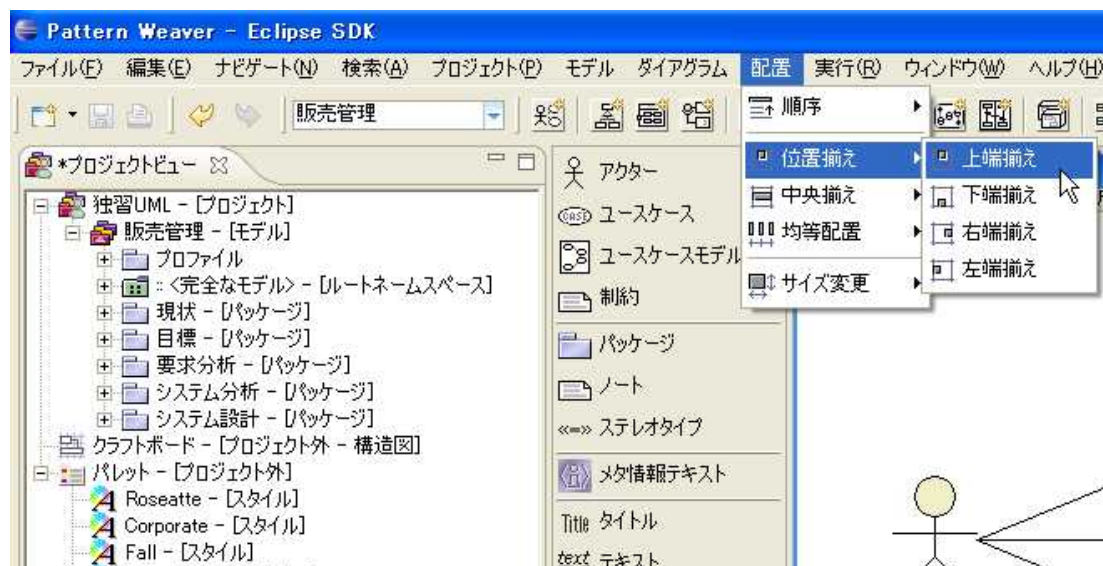 Pattern Weaver - Eclipse SDK
ファイル(F) 編集(E) ナビゲート(N) 検索(A) プロジェクト(P) モデル ダイアグラム 配置 実行(R) ウィンドウ(W) ヘルプ(H)
販売管理
順序
位置揃え
中央揃え
均等配置
サイズ変更
上端揃え
下端揃え
右端揃え
左端揃え
*プロジェクトビュー
独習UML - [プロジェクト]
販売管理 - [モデル]
プロファイル
::<完全なモデル> - [ルートネームスペース]
現状 - [パッケージ]
目標 - [パッケージ]
要求分析 - [パッケージ]
システム分析 - [パッケージ]
システム設計 - [パッケージ]
クラフトボード - [プロジェクト外 - 構造図]
パレット - [プロジェクト外]
Roseatte - [スタイル]
Corporate - [スタイル]
Fall - [スタイル]
アクター
CASE ユースケース
ユースケースモデル
制約
パッケージ
ノート
«=» ステレオタイプ
メタ情報テキスト
Title タイトル
text テキスト